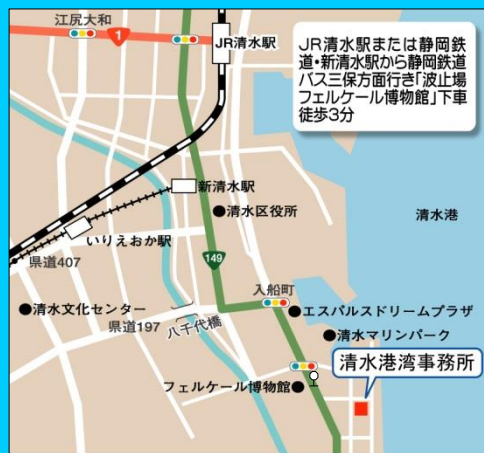 江尻大和
1
JR清水駅
JR清水駅または静岡鉄
道・新清水駅から静岡鉄道
バス三保方面行き「波止場
フェルケール博物館」下車
徒歩3分
新清水駅
清水区役所
清水港
いりえおか駅
県道407
149
入船町
清水文化センター
県道197
八千代橋
エスパルスドリームプラザ
清水マリンパーク
清水港湾事務所
フェルケール博物館